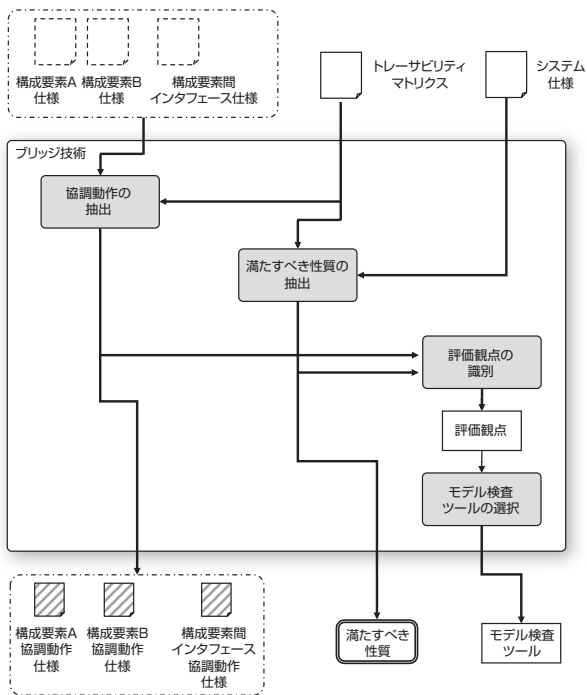 構成要素A
仕様
構成要素B
仕様
構成要素間
インタフェース仕様
トレーサビリティ
マトリクス
システム
仕様
ブリッジ技術
協調動作の
抽出
満たすべき性質の
抽出
評価観点の
識別
評価観点
モデル検査
ツールの選択
構成要素A
協調動作
仕様
構成要素B
協調動作
仕様
構成要素間
インタフェース
協調動作
仕様
満たすべき
性質
モデル検査
ツール